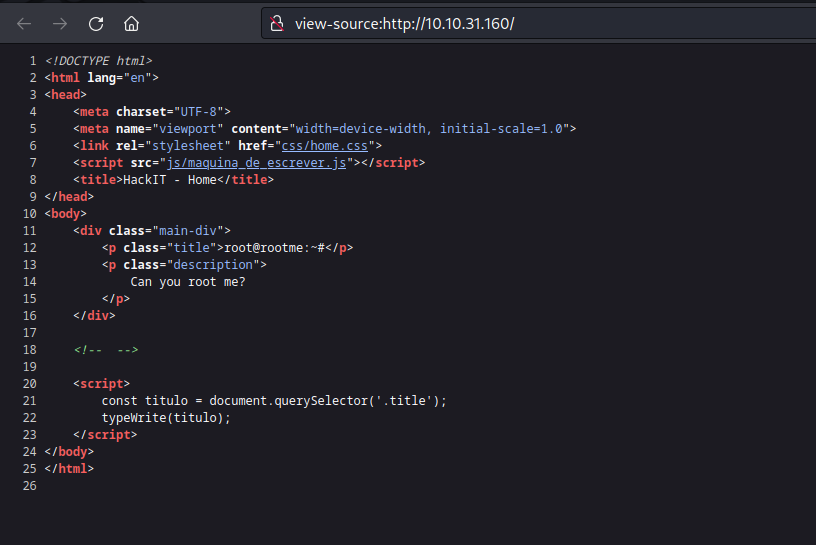 view-source:http://10.10.31.160/
1 <!DOCTYPE html>
2 <html lang="en">
3 <head>
4     <meta charset="UTF-8">
5     <meta name="viewport" content="width=device-width, initial-scale=1.0">
6     <link rel="stylesheet" href="css/home.css">
7     <script src="js/maquina_de_escrever.js"></script>
8     <title>HackIT - Home</title>
9 </head>
10 <body>
11     <div class="main-div">
12         <p class="title">root@rootme:~#</p>
13         <p class="description">
14             Can you root me?
15         </p>
16     </div>
17
18     <!--  -->
19
20     <script>
21         const titulo = document.querySelector('.title');
22         typeWrite(titulo);
23     </script>
24 </body>
25 </html>
26